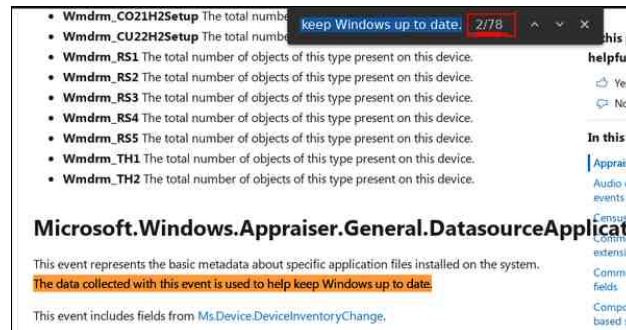 Wmdrm_CO21H2Setup The total numbe
keep Windows up to date. 2/78
Wmdrm_CU22H2Setup The total numbe
this
Wmdrm_RS1 The total number of objects of this type present on this device.
helpfu
Wmdrm_RS2 The total number of objects of this type present on this device.
Ye
Wmdrm_RS3 The total number of objects of this type present on this device.
No
Wmdrm_RS4 The total number of objects of this type present on this device.
Wmdrm_RS5 The total number of objects of this type present on this device.
In this
Wmdrm_TH1 The total number of objects of this type present on this device.
Apprai
Wmdrm_TH2 The total number of objects of this type present on this device.
Audio
events
Microsoft.Windows.Appraiser.General.DatasourceApplicat
Census
Comm
extensi
This event represents the basic metadata about specific application files installed on the system.
Comm
The data collected with this event is used to help keep Windows up to date.
fields
Compo
This event includes fields from Ms.Device.DeviceInventoryChange.
based